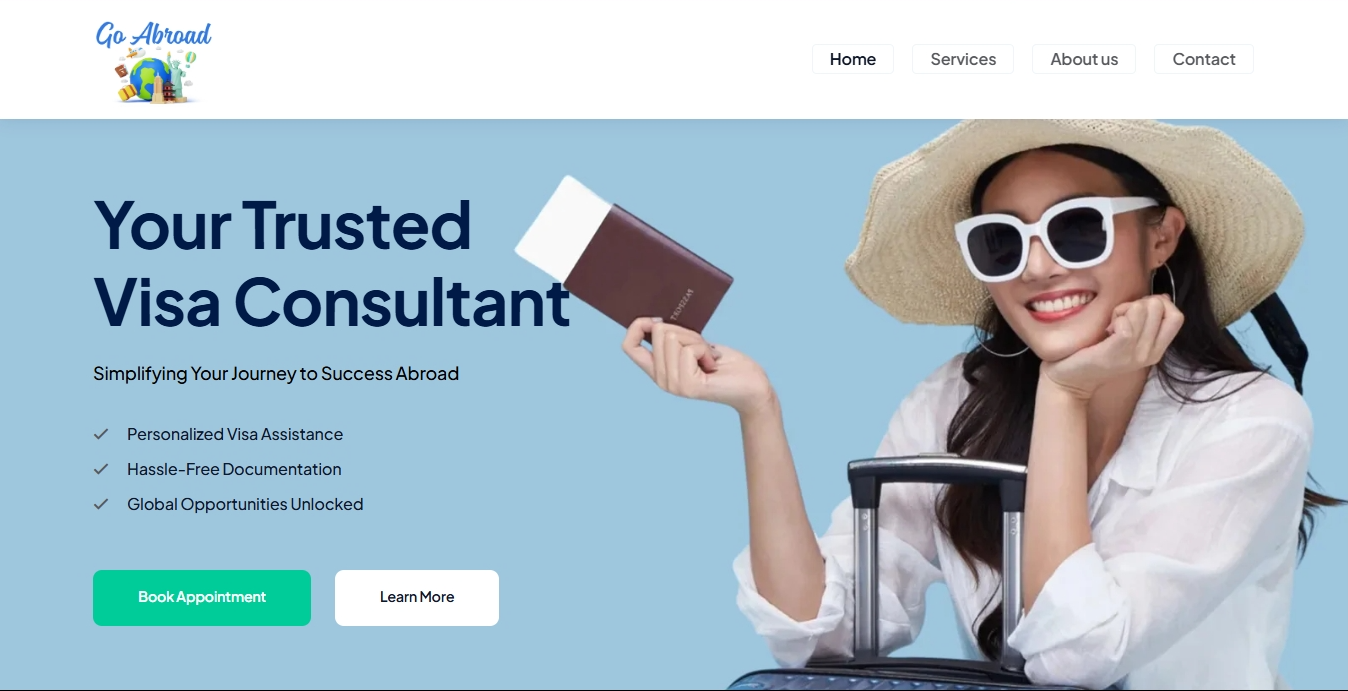 Go Abroad
Home
Services
About us
Contact
Your Trusted
Visa Consultant
PASSPORT
Simplifying Your Journey to Success Abroad
Personalized Visa Assistance
Hassle-Free Documentation
Global Opportunities Unlocked
Book Appointment
Learn More